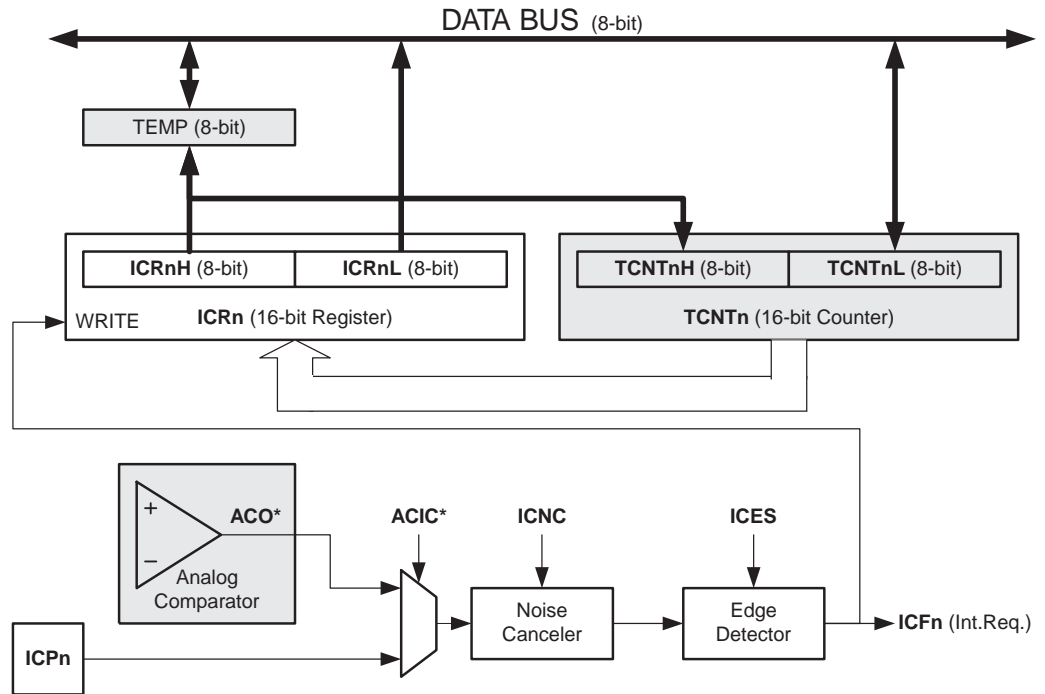 DATA BUS (8-bit)
TEMP (8-bit)
ICRnH (8-bit) ICRnL (8-bit) TCNTnH (8-bit) TCNTnL (8-bit)
WRITE ICRn (16-bit Register) TCNTn (16-bit Counter)
+ ACO* ACIC* ICNC ICES
−
Analog
Comparator
Noise
Canceler
Edge
Detector
ICFn (Int.Req.)
ICPn